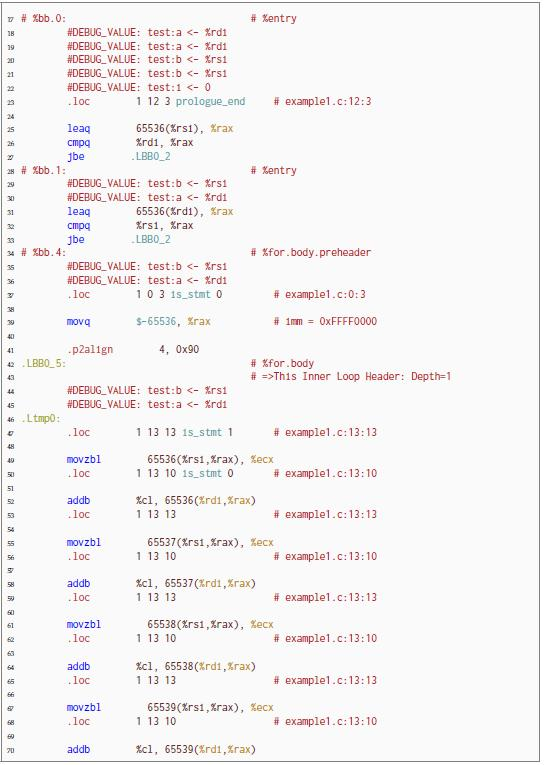 17 # %bb.0: # %entry
18 #DEBUG_VALUE: test:a <- %rdi
19 #DEBUG_VALUE: test:a <- %rdi
20 #DEBUG_VALUE: test:b <- %rsi
21 #DEBUG_VALUE: test:b <- %rsi
22 #DEBUG_VALUE: test:i <- 0
23 .loc 1 12 3 prologue_end # example1.c:12:3
24
25 leaq 65536(%rsi), %rax
26 cmpq %rdi, %rax
27 jbe .LBB0_2
28 # %bb.1: # %entry
29 #DEBUG_VALUE: test:b <- %rsi
30 #DEBUG_VALUE: test:a <- %rdi
31 leaq 65536(%rdi), %rax
32 cmpq %rsi, %rax
33 jbe .LBB0_2
34 # %bb.4: # %for.body.preheader
35 #DEBUG_VALUE: test:b <- %rsi
36 #DEBUG_VALUE: test:a <- %rdi
37 .loc 1 0 3 is_stmt 0 # example1.c:0:3
38
39 movq $-65536, %rax # imm = 0xFFFF0000
40
41 .p2align 4, 0x90
42 .LBB0_5: # %for.body
43 # =>This Inner Loop Header: Depth=1
44 #DEBUG_VALUE: test:b <- %rsi
45 #DEBUG_VALUE: test:a <- %rdi
46 .Ltmp0:
47 .loc 1 13 13 is_stmt 1 # example1.c:13:13
48
49 movzbl 65536(%rsi,%rax), %ecx
50 .loc 1 13 10 is_stmt 0 # example1.c:13:10
51
52 addb %cl, 65536(%rdi,%rax)
53 .loc 1 13 13 # example1.c:13:13
54
55 movzbl 65537(%rsi,%rax), %ecx
56 .loc 1 13 10 # example1.c:13:10
57
58 addb %cl, 65537(%rdi,%rax)
59 .loc 1 13 13 # example1.c:13:13
60
61 movzbl 65538(%rsi,%rax), %ecx
62 .loc 1 13 10 # example1.c:13:10
63
64 addb %cl, 65538(%rdi,%rax)
65 .loc 1 13 13 # example1.c:13:13
66
67 movzbl 65539(%rsi,%rax), %ecx
68 .loc 1 13 10 # example1.c:13:10
69
70 addb %cl, 65539(%rdi,%rax)